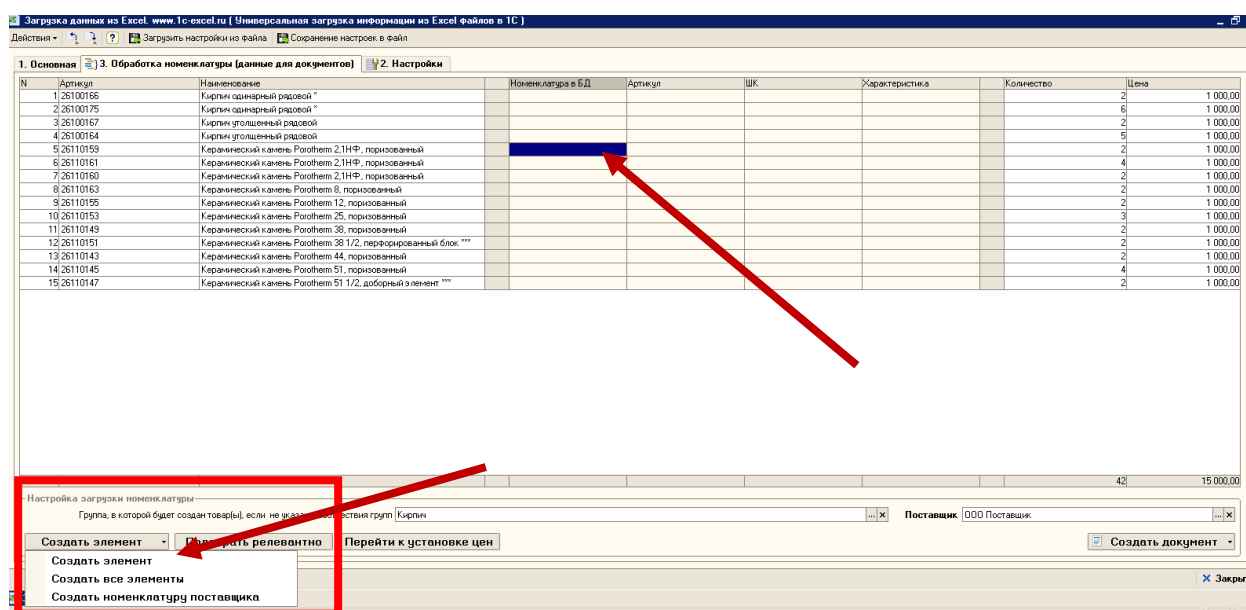 Загрузка данных из Excel. www.1c-excel.ru ( Универсальная загрузка информации из Excel файлов в 1С )
Действия Загрузить настройки из файла Сохранение настроек в файл
1. Основная 3. Обработка номенклатуры (данные для документов) 2. Настройки
N Артикул Наименование Номенклатура в БД Артикул ШК Характеристика Количество Цена
1 26100166 Кирпич одинарный рядовой * 2 1 000,00
2 26100175 Кирпич одинарный рядовой * 6 1 000,00
3 26100167 Кирпич утолщенный рядовой 2 1 000,00
4 26100164 Кирпич утолщенный рядовой 5 1 000,00
5 26110159 Керамический камень Porotherm 2,1НФ, поризованный 2 1 000,00
6 26110161 Керамический камень Porotherm 2,1НФ, поризованный 4 1 000,00
7 26110160 Керамический камень Porotherm 2,1НФ, поризованный 2 1 000,00
8 26110163 Керамический камень Porotherm 8, поризованный 2 1 000,00
9 26110155 Керамический камень Porotherm 12, поризованный 2 1 000,00
10 26110153 Керамический камень Porotherm 25, поризованный 3 1 000,00
11 26110149 Керамический камень Porotherm 38, поризованный 2 1 000,00
12 26110151 Керамический камень Porotherm 38 1/2, перфорированный блок *** 2 1 000,00
13 26110143 Керамический камень Porotherm 44, поризованный 2 1 000,00
14 26110145 Керамический камень Porotherm 51, поризованный 4 1 000,00
15 26110147 Керамический камень Porotherm 51 1/2, доборный элемент *** 2 1 000,00
42 15 000,00
Настройка загрузки номенклатуры
Группа, в которой будет создан товар(ы), если не групп Кирпич ... x Поставщик ООО Поставщик ... x
Создать элемент релевантно Перейти к установке цен Создать документ
Создать элемент
Создать все элементы
Создать номенклатуру поставщика